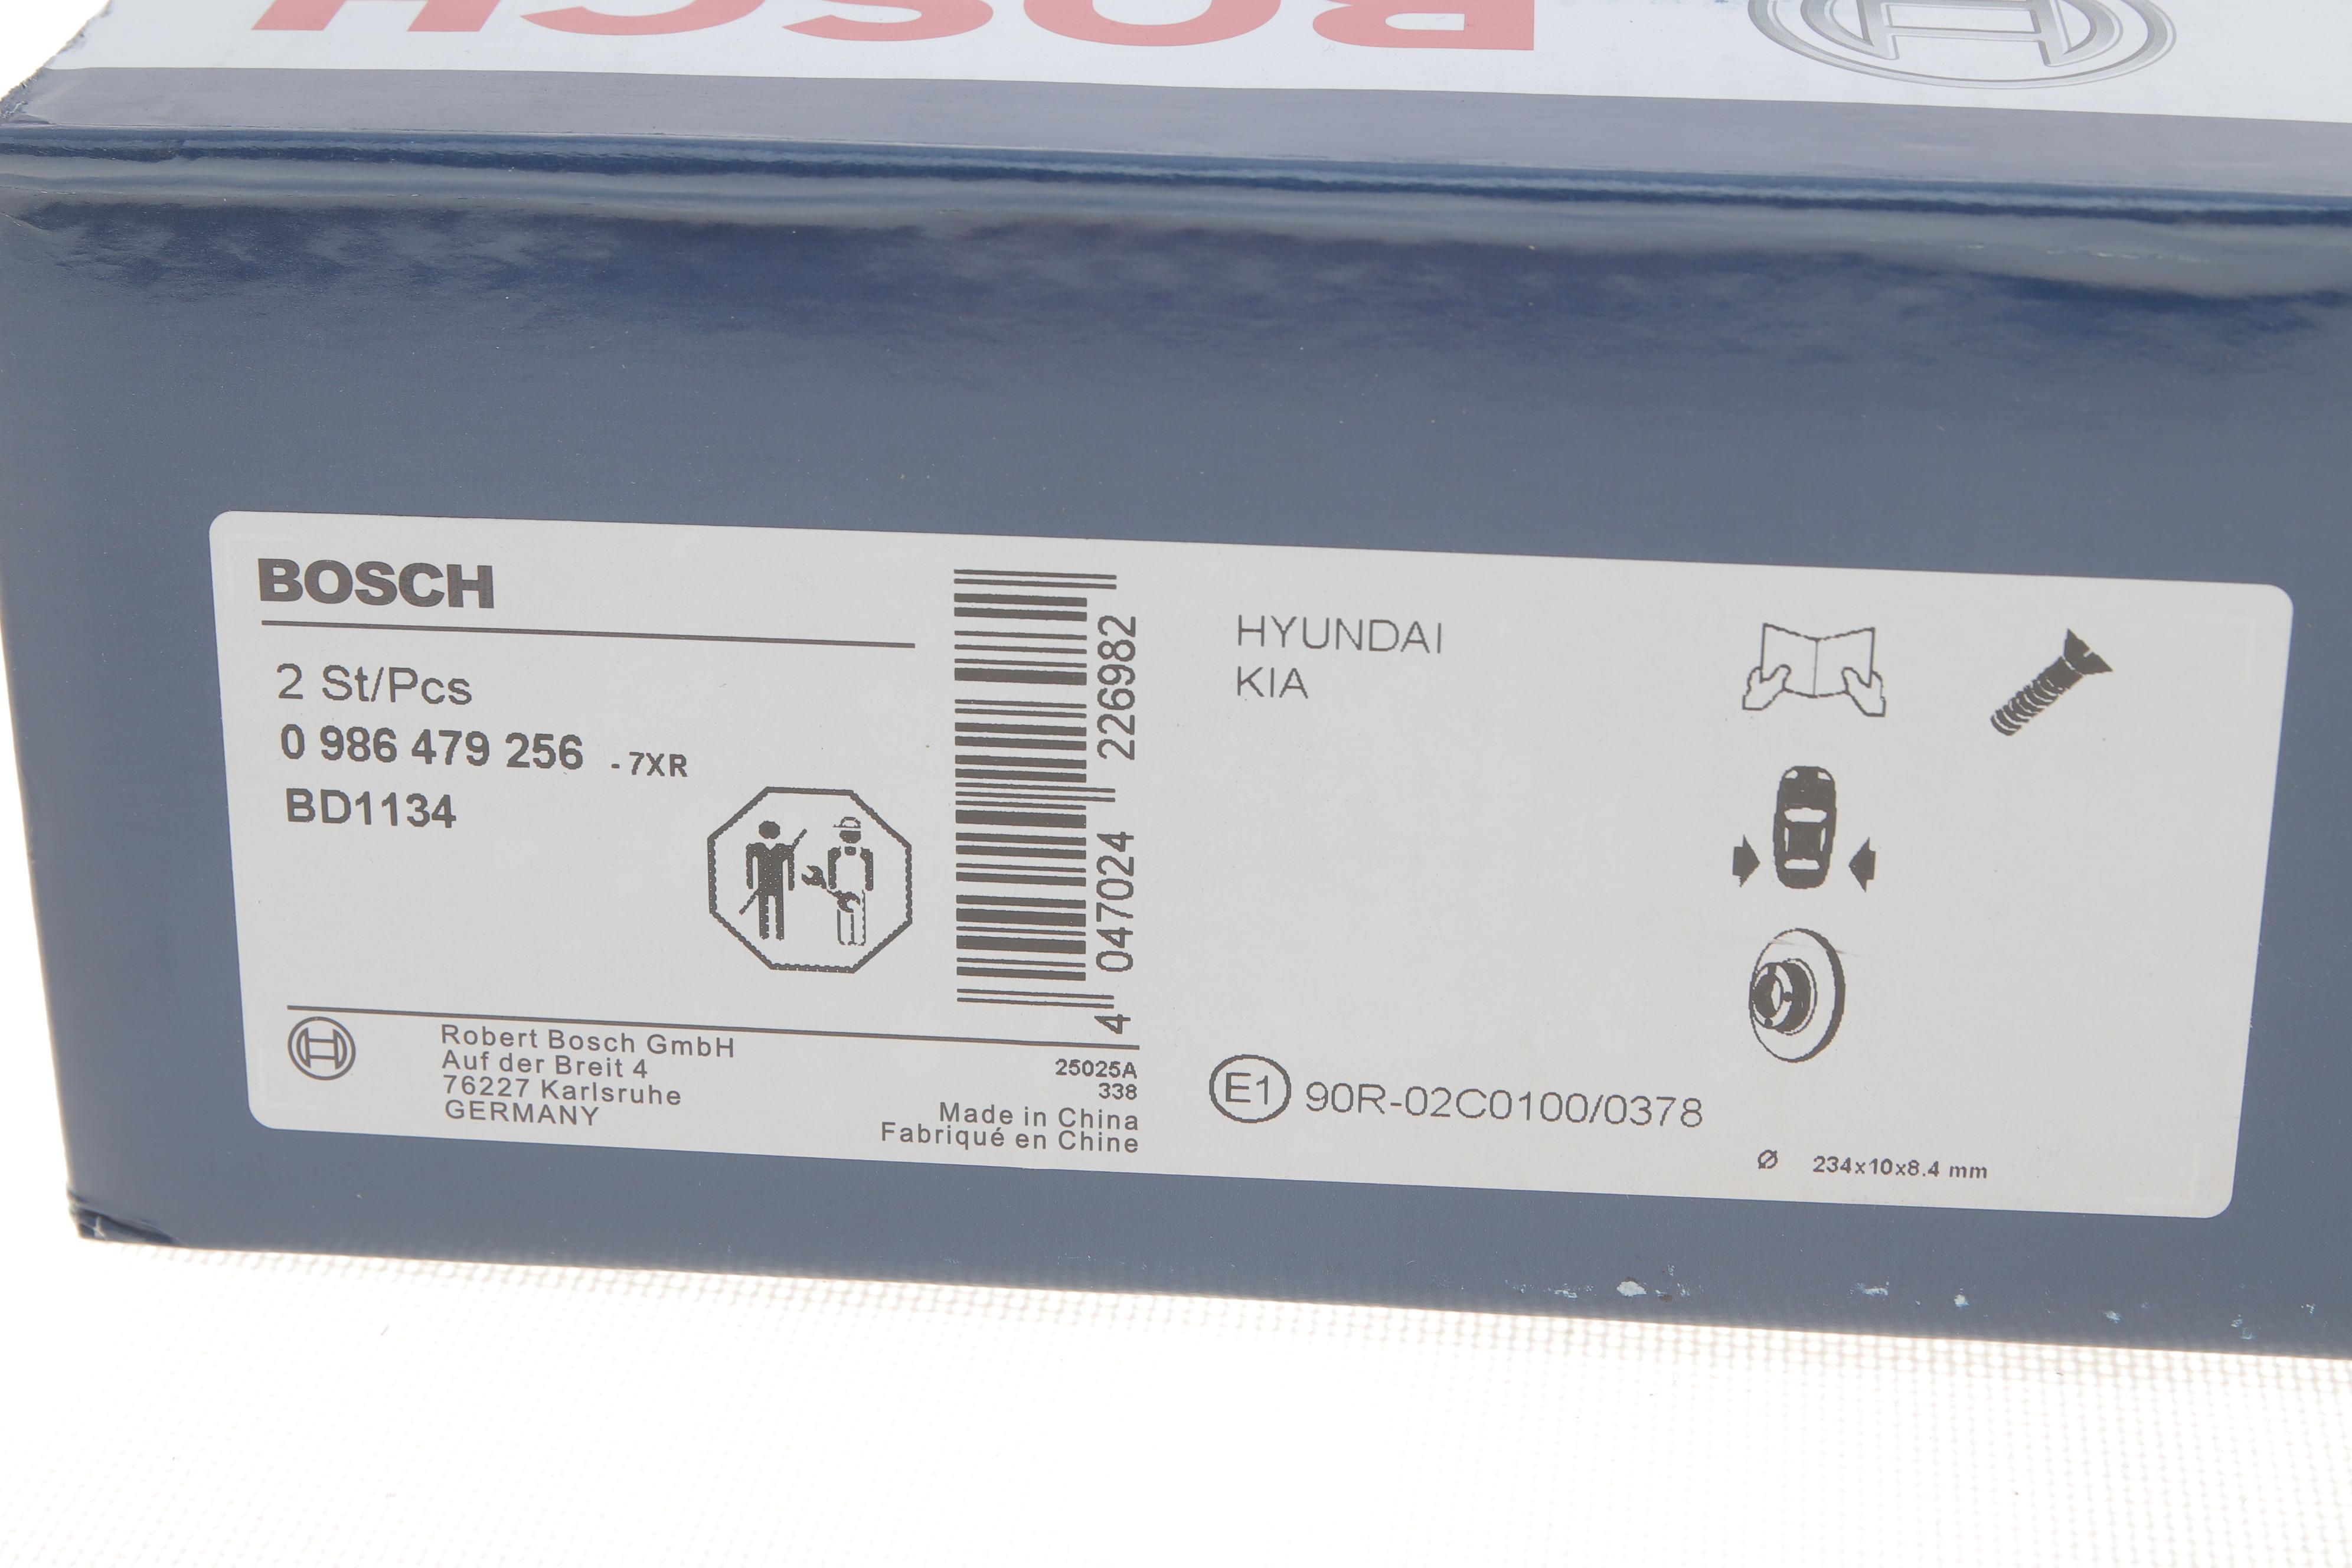 BOSCH
BOSCH
2 St/Pcs
0 986 479 256 - 7XR
BD1134
4 047024 226982
HYUNDAI
KIA
Robert Bosch GmbH
Auf der Breit 4
76227 Karlsruhe
GERMANY
25025A
338
Made in China
Fabriqué en Chine
E1 90R-02C0100/0378
Ø 234x10x8.4 mm